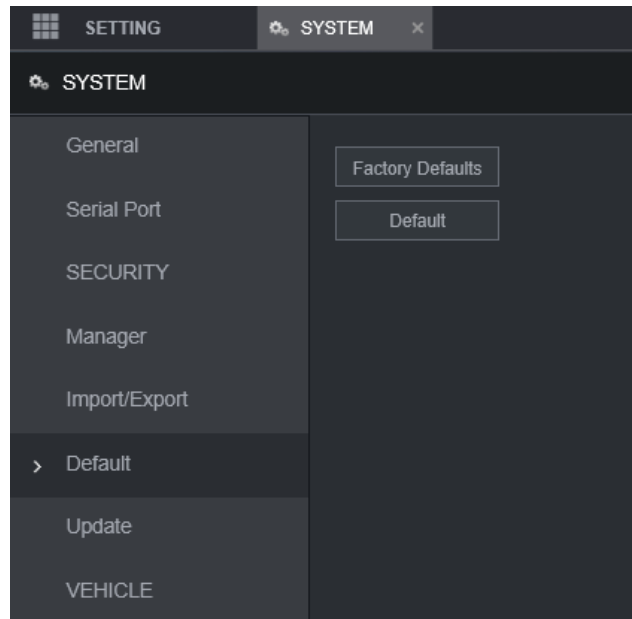 SETTING
SYSTEM ×
SYSTEM
General
Serial Port
SECURITY
Manager
Import/Export
Default
Update
VEHICLE
Factory Defaults
Default